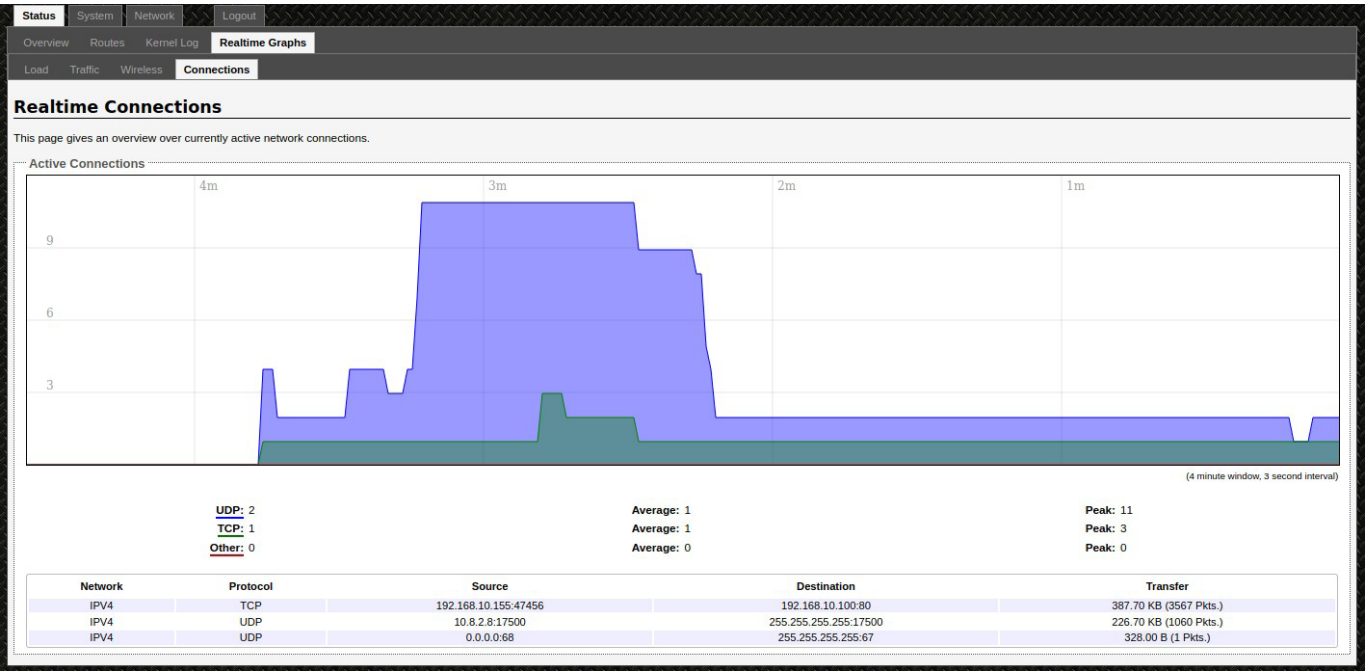 Status System Network Logout
Overview Routes Kernel Log Realtime Graphs
Load Traffic Wireless Connections
Realtime Connections
This page gives an overview over currently active network connections.
Active Connections
4m 3m 2m 1m
9
6
3
(4 minute window, 3 second interval)
UDP: 2 Average: 1 Peak: 11
TCP: 1 Average: 1 Peak: 3
Other: 0 Average: 0 Peak: 0
Network Protocol Source Destination Transfer
IPV4 TCP 192.168.10.155:47456 192.168.10.100:80 387.70 KB (3567 Pkts.)
IPV4 UDP 10.8.2.8:17500 255.255.255.255:17500 226.70 KB (1060 Pkts.)
IPV4 UDP 0.0.0.0:68 255.255.255.255:67 328.00 B (1 Pkts.)